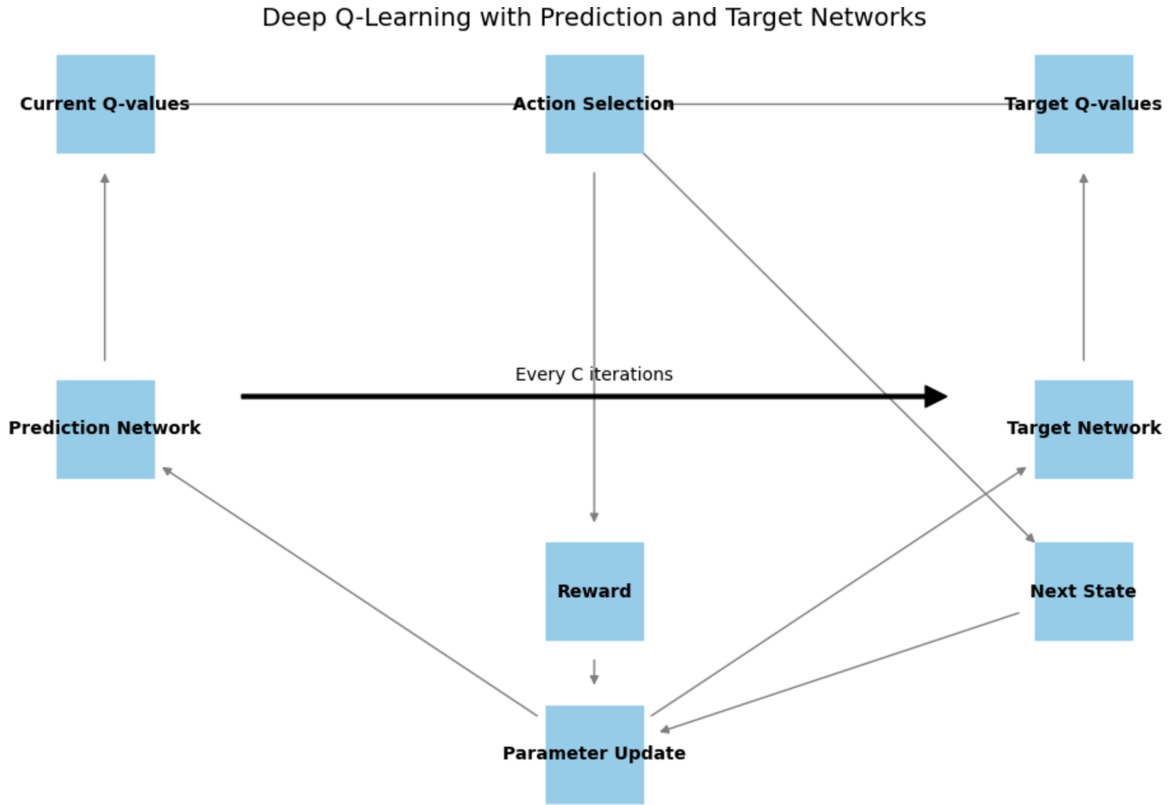 Deep Q-Learning with Prediction and Target Networks
Current Q-values
Action Selection
Target Q-values
Every C iterations
Prediction Network
Target Network
Reward
Next State
Parameter Update